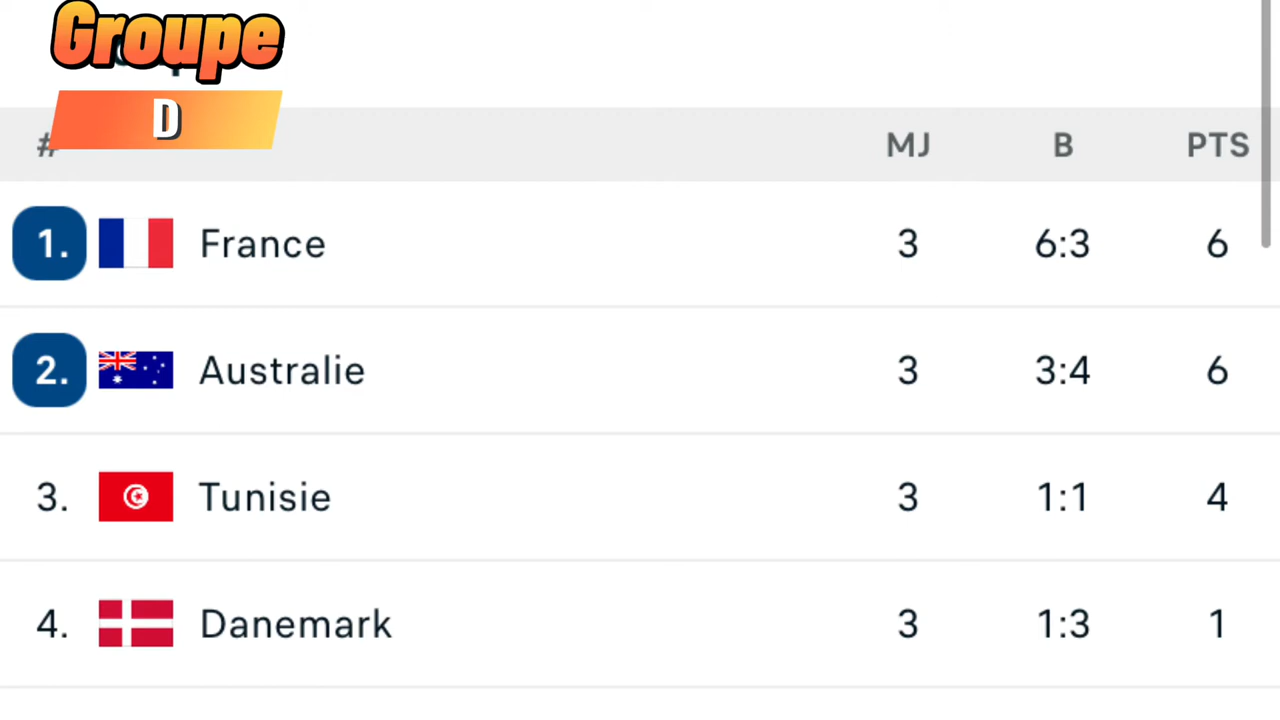 Groupe
D
# MJ B PTS
1. France 3 6:3 6
2. Australie 3 3:4 6
3. Tunisie 3 1:1 4
4. Danemark 3 1:3 1